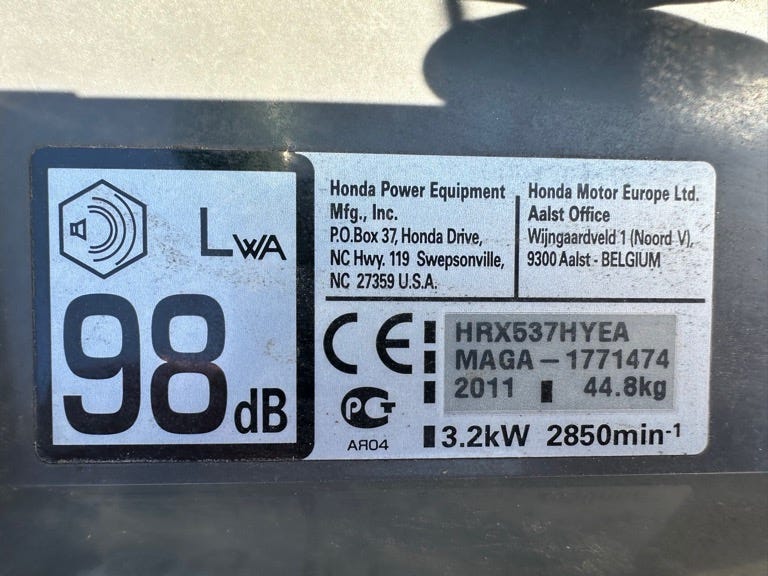 LWA
98 dB
Honda Power Equipment
Mfg., Inc.
P.O.Box 37, Honda Drive,
NC Hwy. 119 Swepsonville,
NC 27359 U.S.A.
Honda Motor Europe Ltd.
Aalst Office
Wijngaardveld 1 (Noord V),
9300 Aalst - BELGIUM
CE
HRX537HYEA
MAGA-1771474
2011 44.8kg
PCT
АЯ04
3.2kW 2850min-1